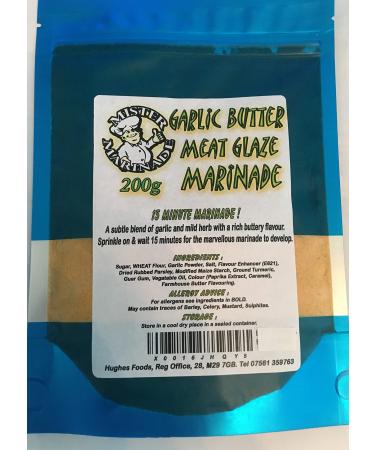 MISTER
MARINADE
200g
GARLIC BUTTER
MEAT GLAZE
MARINADE
15 MINUTE MARINADE !
A subtle blend of garlic and mild herb with a rich buttery flavour.
Sprinkle on & wait 15 minutes for the marvellous marinade to develop.
INGREDIENTS :
Sugar, WHEAT Flour, Garlic Powder, Salt, Flavour Enhancer (E621),
Dried Rubbed Parsley, Modified Maize Starch, Ground Turmeric,
Guar Gum, Vegatable Oil, Colour (Paprika Extract, Caramel),
Farmhouse Butter Flavouring.
ALLERGY ADVICE :
For allergens see ingredients in BOLD.
May contain traces of Barley, Celery, Mustard, Sulphites.
STORAGE :
Store in a cool dry place in a sealed container.
X0016JHQY5
Hughes Foods, Reg Office, 28, M29 7GB. Tel 07561 359763